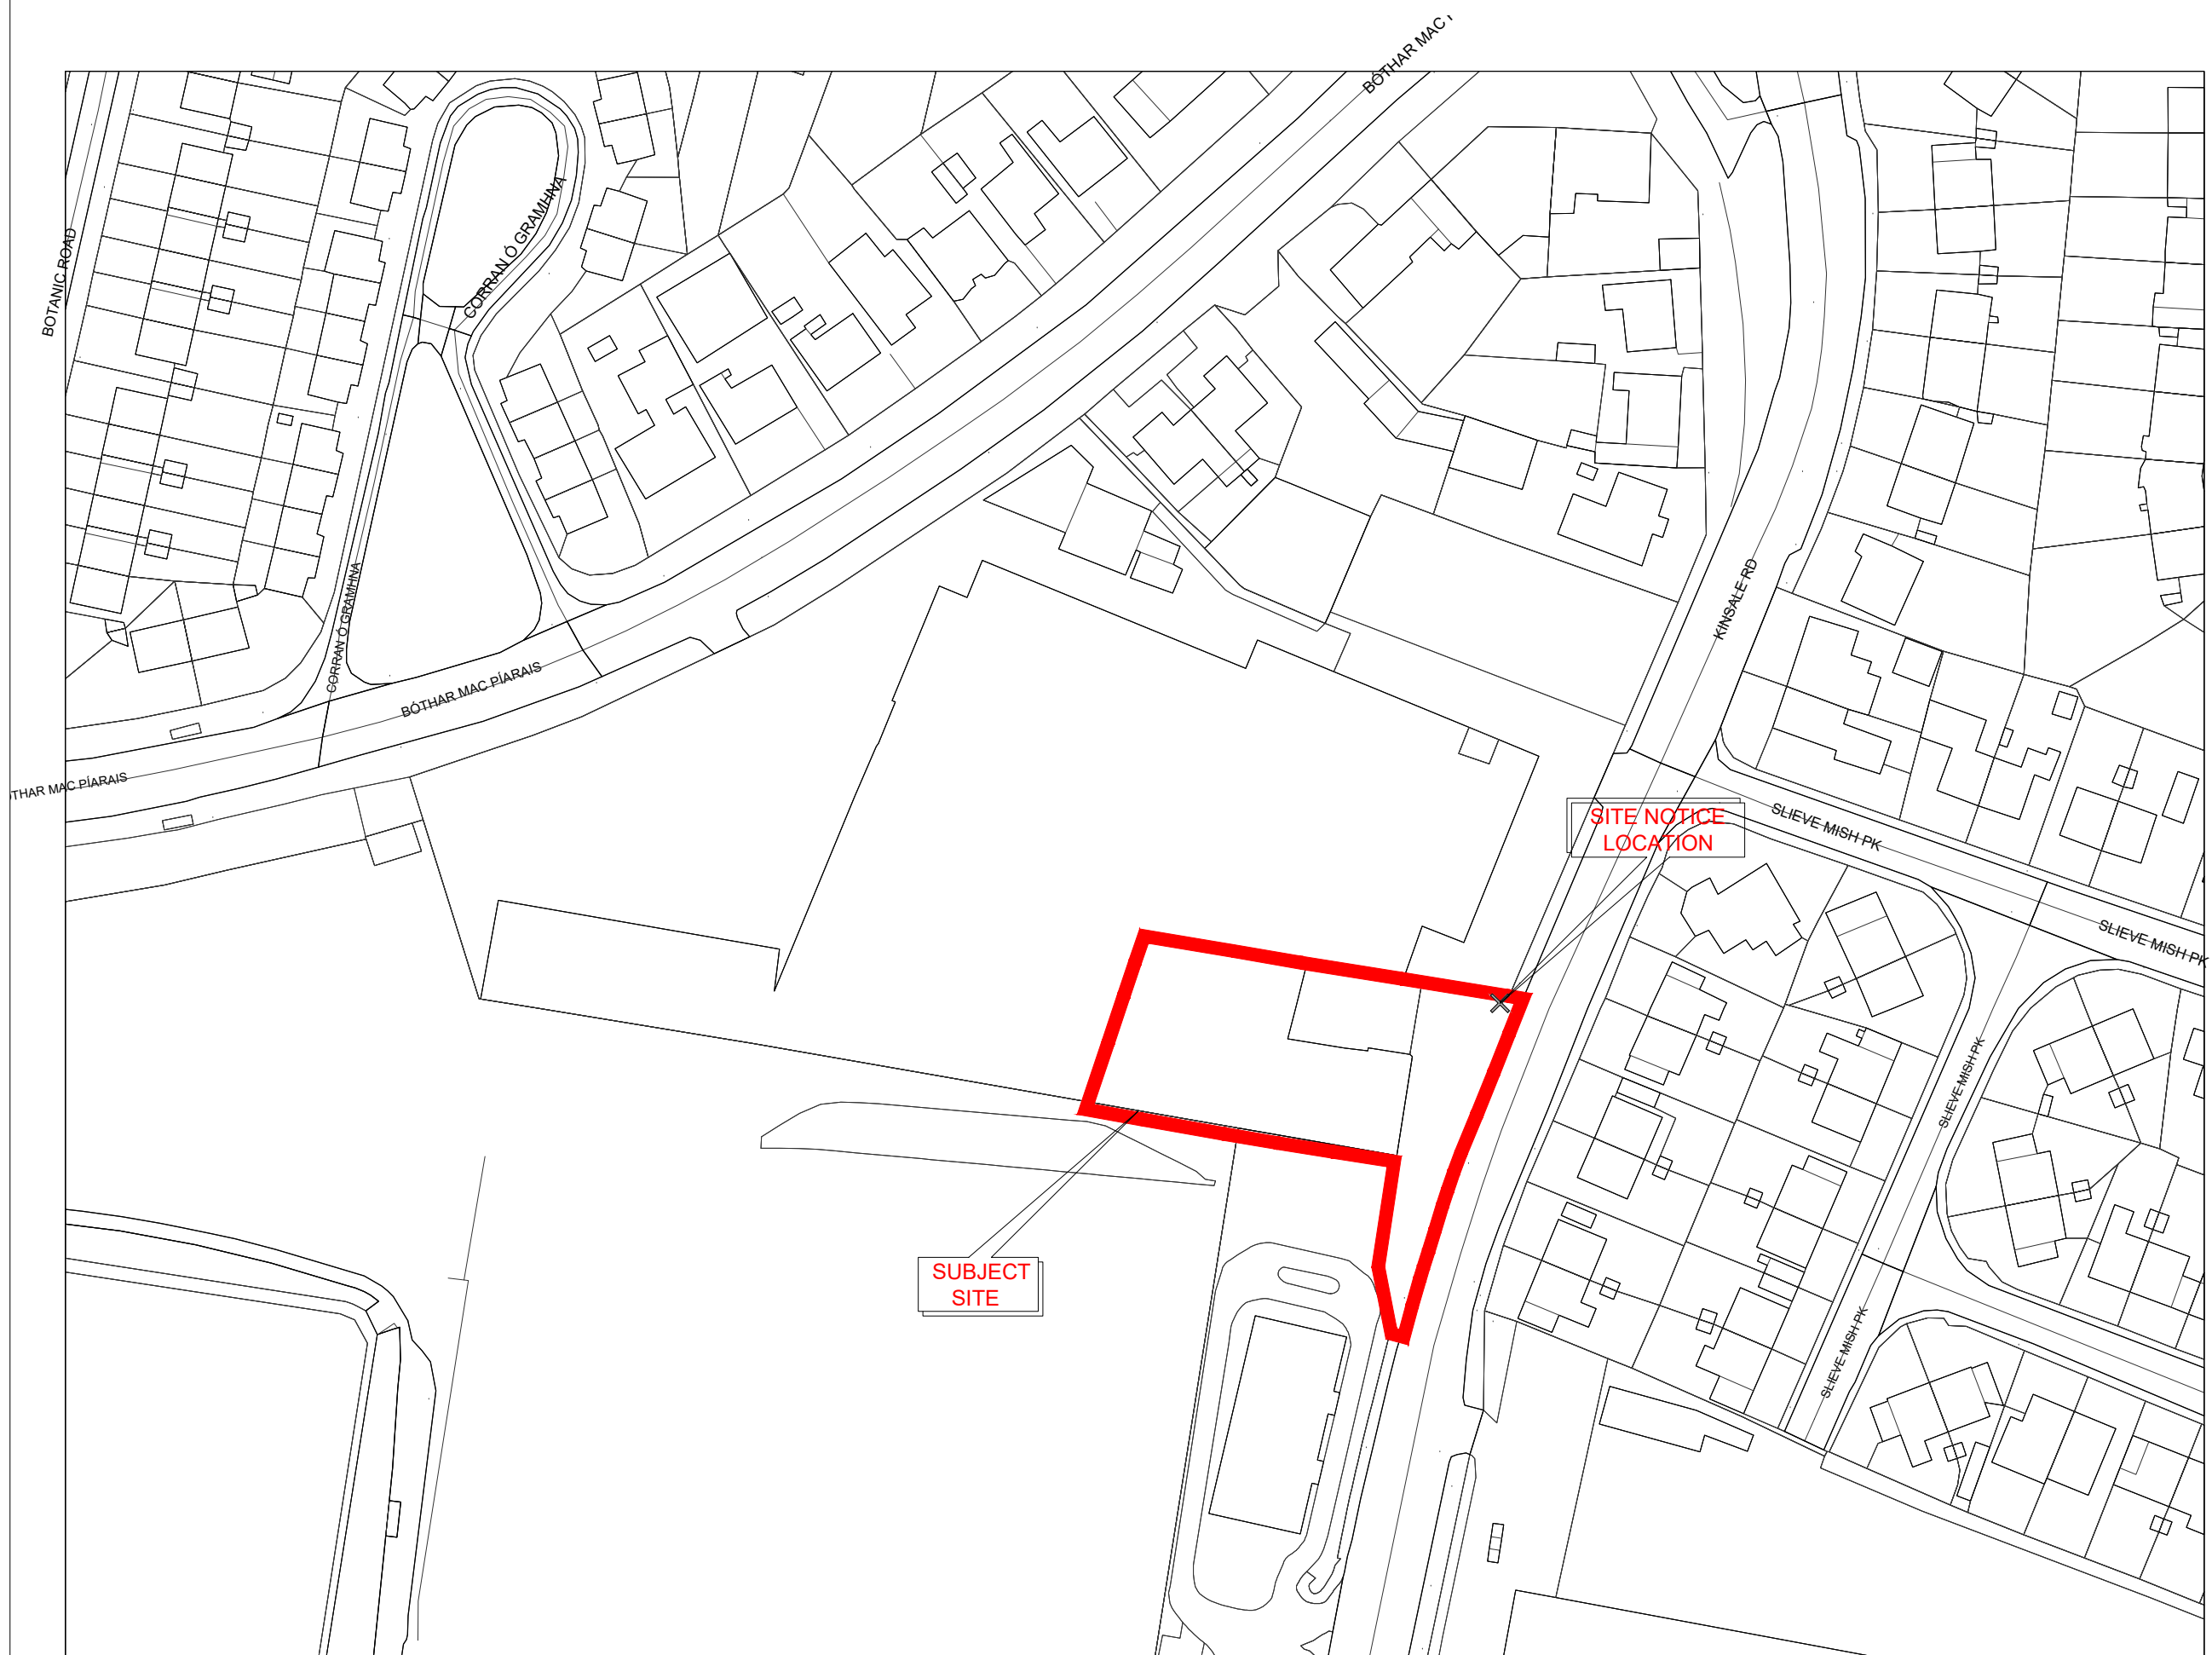 BÓTHAR MAC
BOTANIC ROAD
CORRAN Ó GRAMHNA
CORRAN Ó GRAMHNA
BÓTHAR MAC PÍARAIS
MAC PÍARAIS
KINSALE RD
SITE NOTICE
LOCATION
SLIEVE MISH PK
SLIEVE MISH PK
SLIEVE MISH PK
SLIEVE MISH PK
SUBJECT
SITE